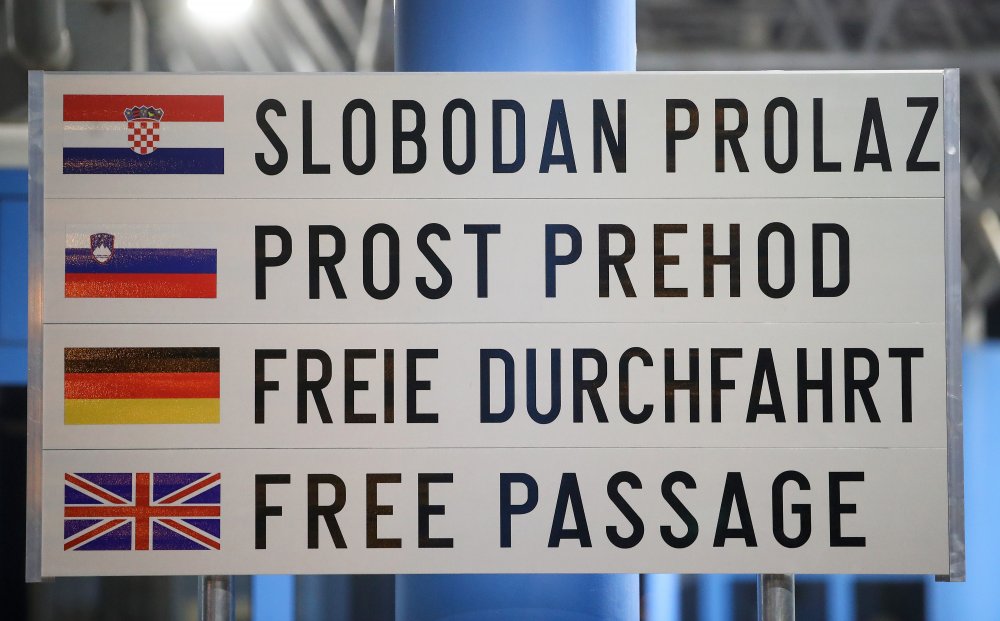 SLOBODAN PROLAZ
PROST PREHOD
FREIE DURCHFAHRT
FREE PASSAGE